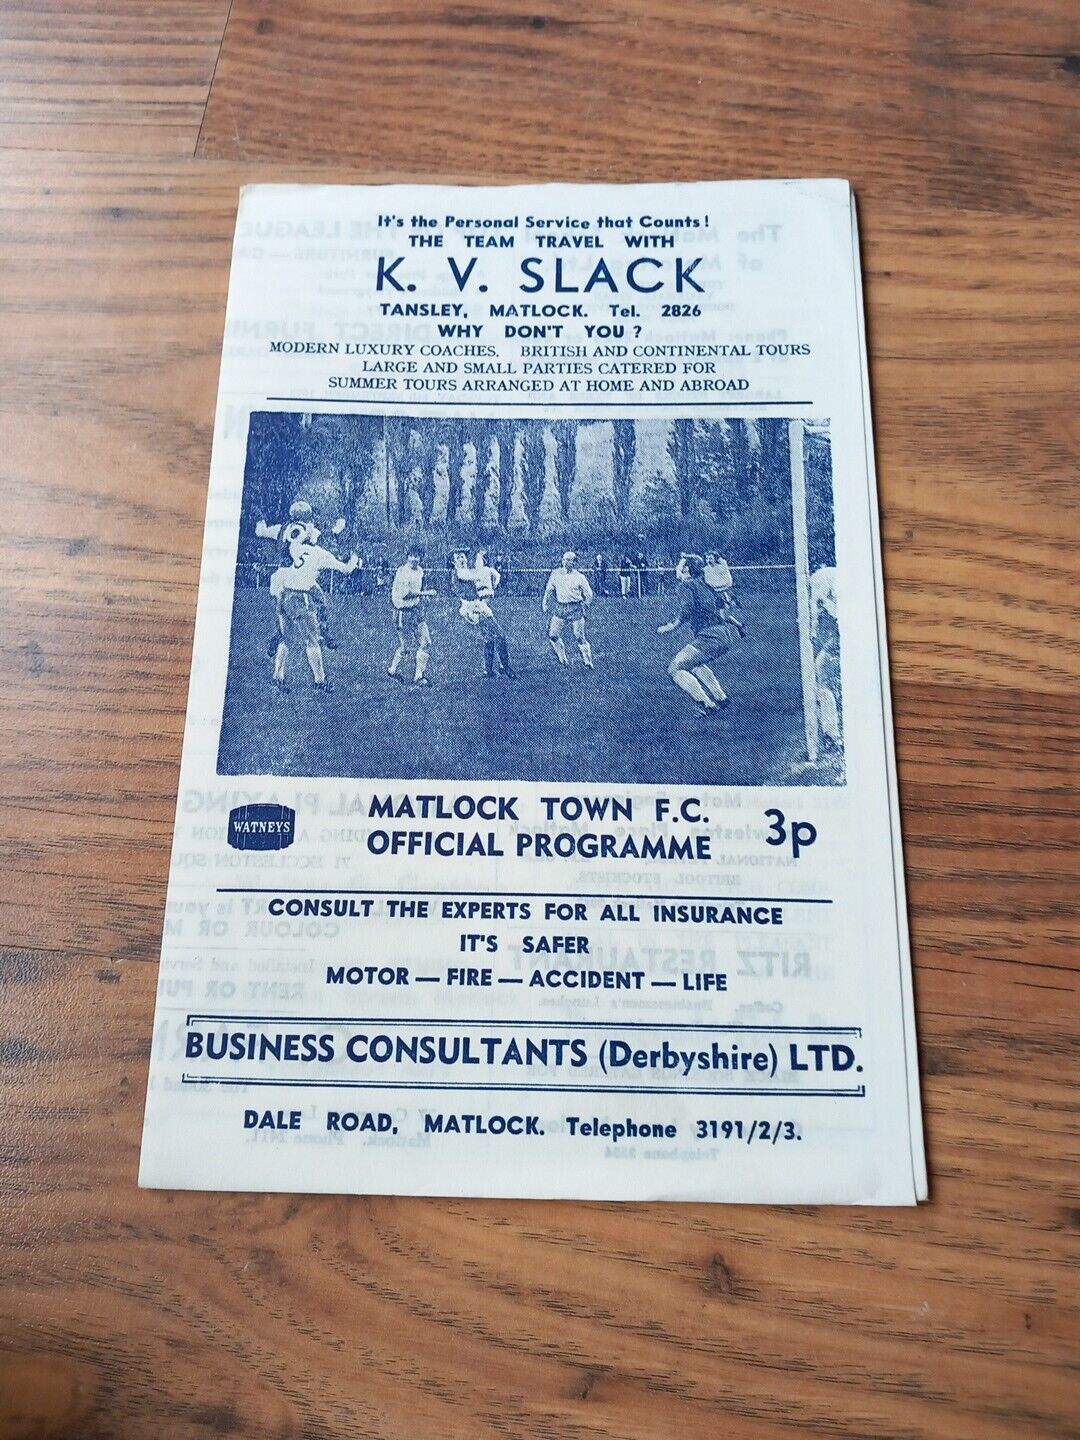 It's the Personal Service that Counts!
THE TEAM TRAVEL WITH
K. V. SLACK
TANSLEY, MATLOCK. Tel. 2826
WHY DON'T YOU?
MODERN LUXURY COACHES. BRITISH AND CONTINENTAL TOURS
LARGE AND SMALL PARTIES CATERED FOR
SUMMER TOURS ARRANGED AT HOME AND ABROAD
5
WATNEYS
MATLOCK TOWN F.C.
OFFICIAL PROGRAMME
3p
CONSULT THE EXPERTS FOR ALL INSURANCE
IT'S SAFER
MOTOR — FIRE — ACCIDENT — LIFE
BUSINESS CONSULTANTS (Derbyshire) LTD.
DALE ROAD, MATLOCK. Telephone 3191/2/3.